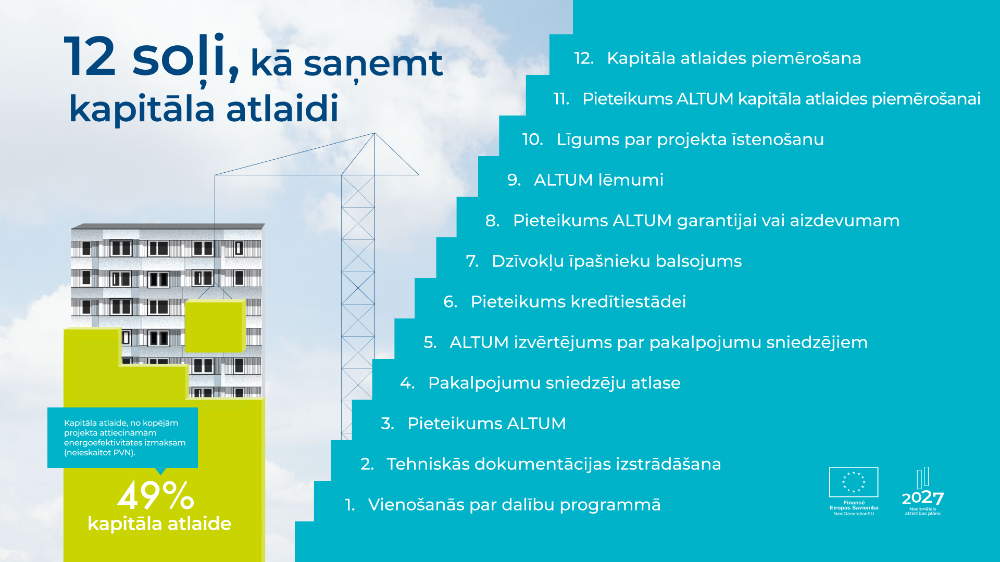 12 soļi, kā saņemt
kapitāla atlaidi
12. Kapitāla atlaides piemērošana
11. Pieteikums ALTUM kapitāla atlaides piemērošanai
10. Līgums par projekta īstenošanu
9. ALTUM lēmumi
8. Pieteikums ALTUM garantijai vai aizdevumam
7. Dzīvokļu īpašnieku balsojums
6. Pieteikums kredītiestādei
5. ALTUM izvērtējums par pakalpojumu sniedzējiem
4. Pakalpojumu sniedzēju atlase
3. Pieteikums ALTUM
2. Tehniskās dokumentācijas izstrādāšana
1. Vienošanās par dalību programmā
Kapitāla atlaide, no kopējām
projekta attiecināmām
energoefektivitātes izmaksām
(neieskaitot PVN).
49%
kapitāla atlaide
Finansē
Eiropas Savienība
NextGenerationEU
2027
Nacionālais
attīstības plāns